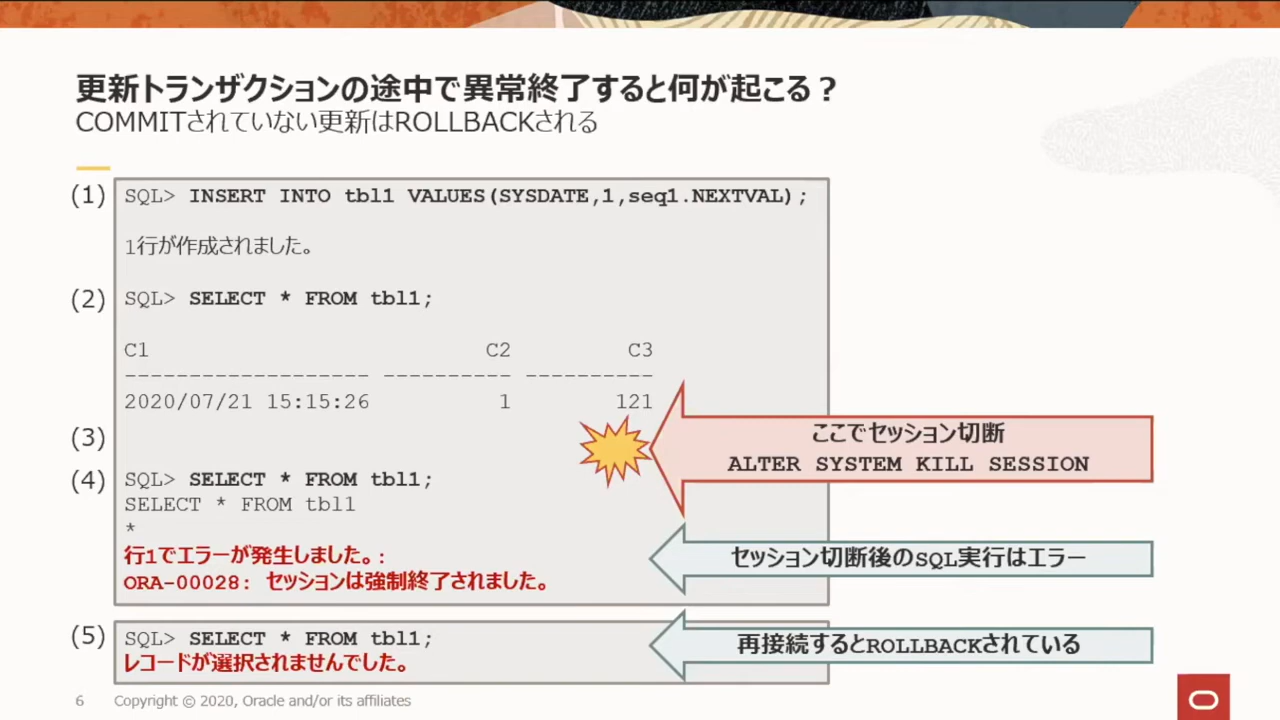 更新トランザクションの途中で異常終了すると何が起こる？
COMMITされていない更新はROLLBACKされる
(1) SQL> INSERT INTO tbl1 VALUES(SYSDATE,1,seq1.NEXTVAL);
1行が作成されました。
(2) SQL> SELECT * FROM tbl1;
C1 C2 C3
------------------- ---------- ----------
2020/07/21 15:15:26 1 121
(3)
ここでセッション切断
ALTER SYSTEM KILL SESSION
(4) SQL> SELECT * FROM tbl1;
SELECT * FROM tbl1
*
行1でエラーが発生しました。:
ORA-00028: セッションは強制終了されました。
セッション切断後のSQL実行はエラー
(5) SQL> SELECT * FROM tbl1;
レコードが選択されませんでした。
再接続するとROLLBACKされている
6 Copyright © 2020, Oracle and/or its affiliates